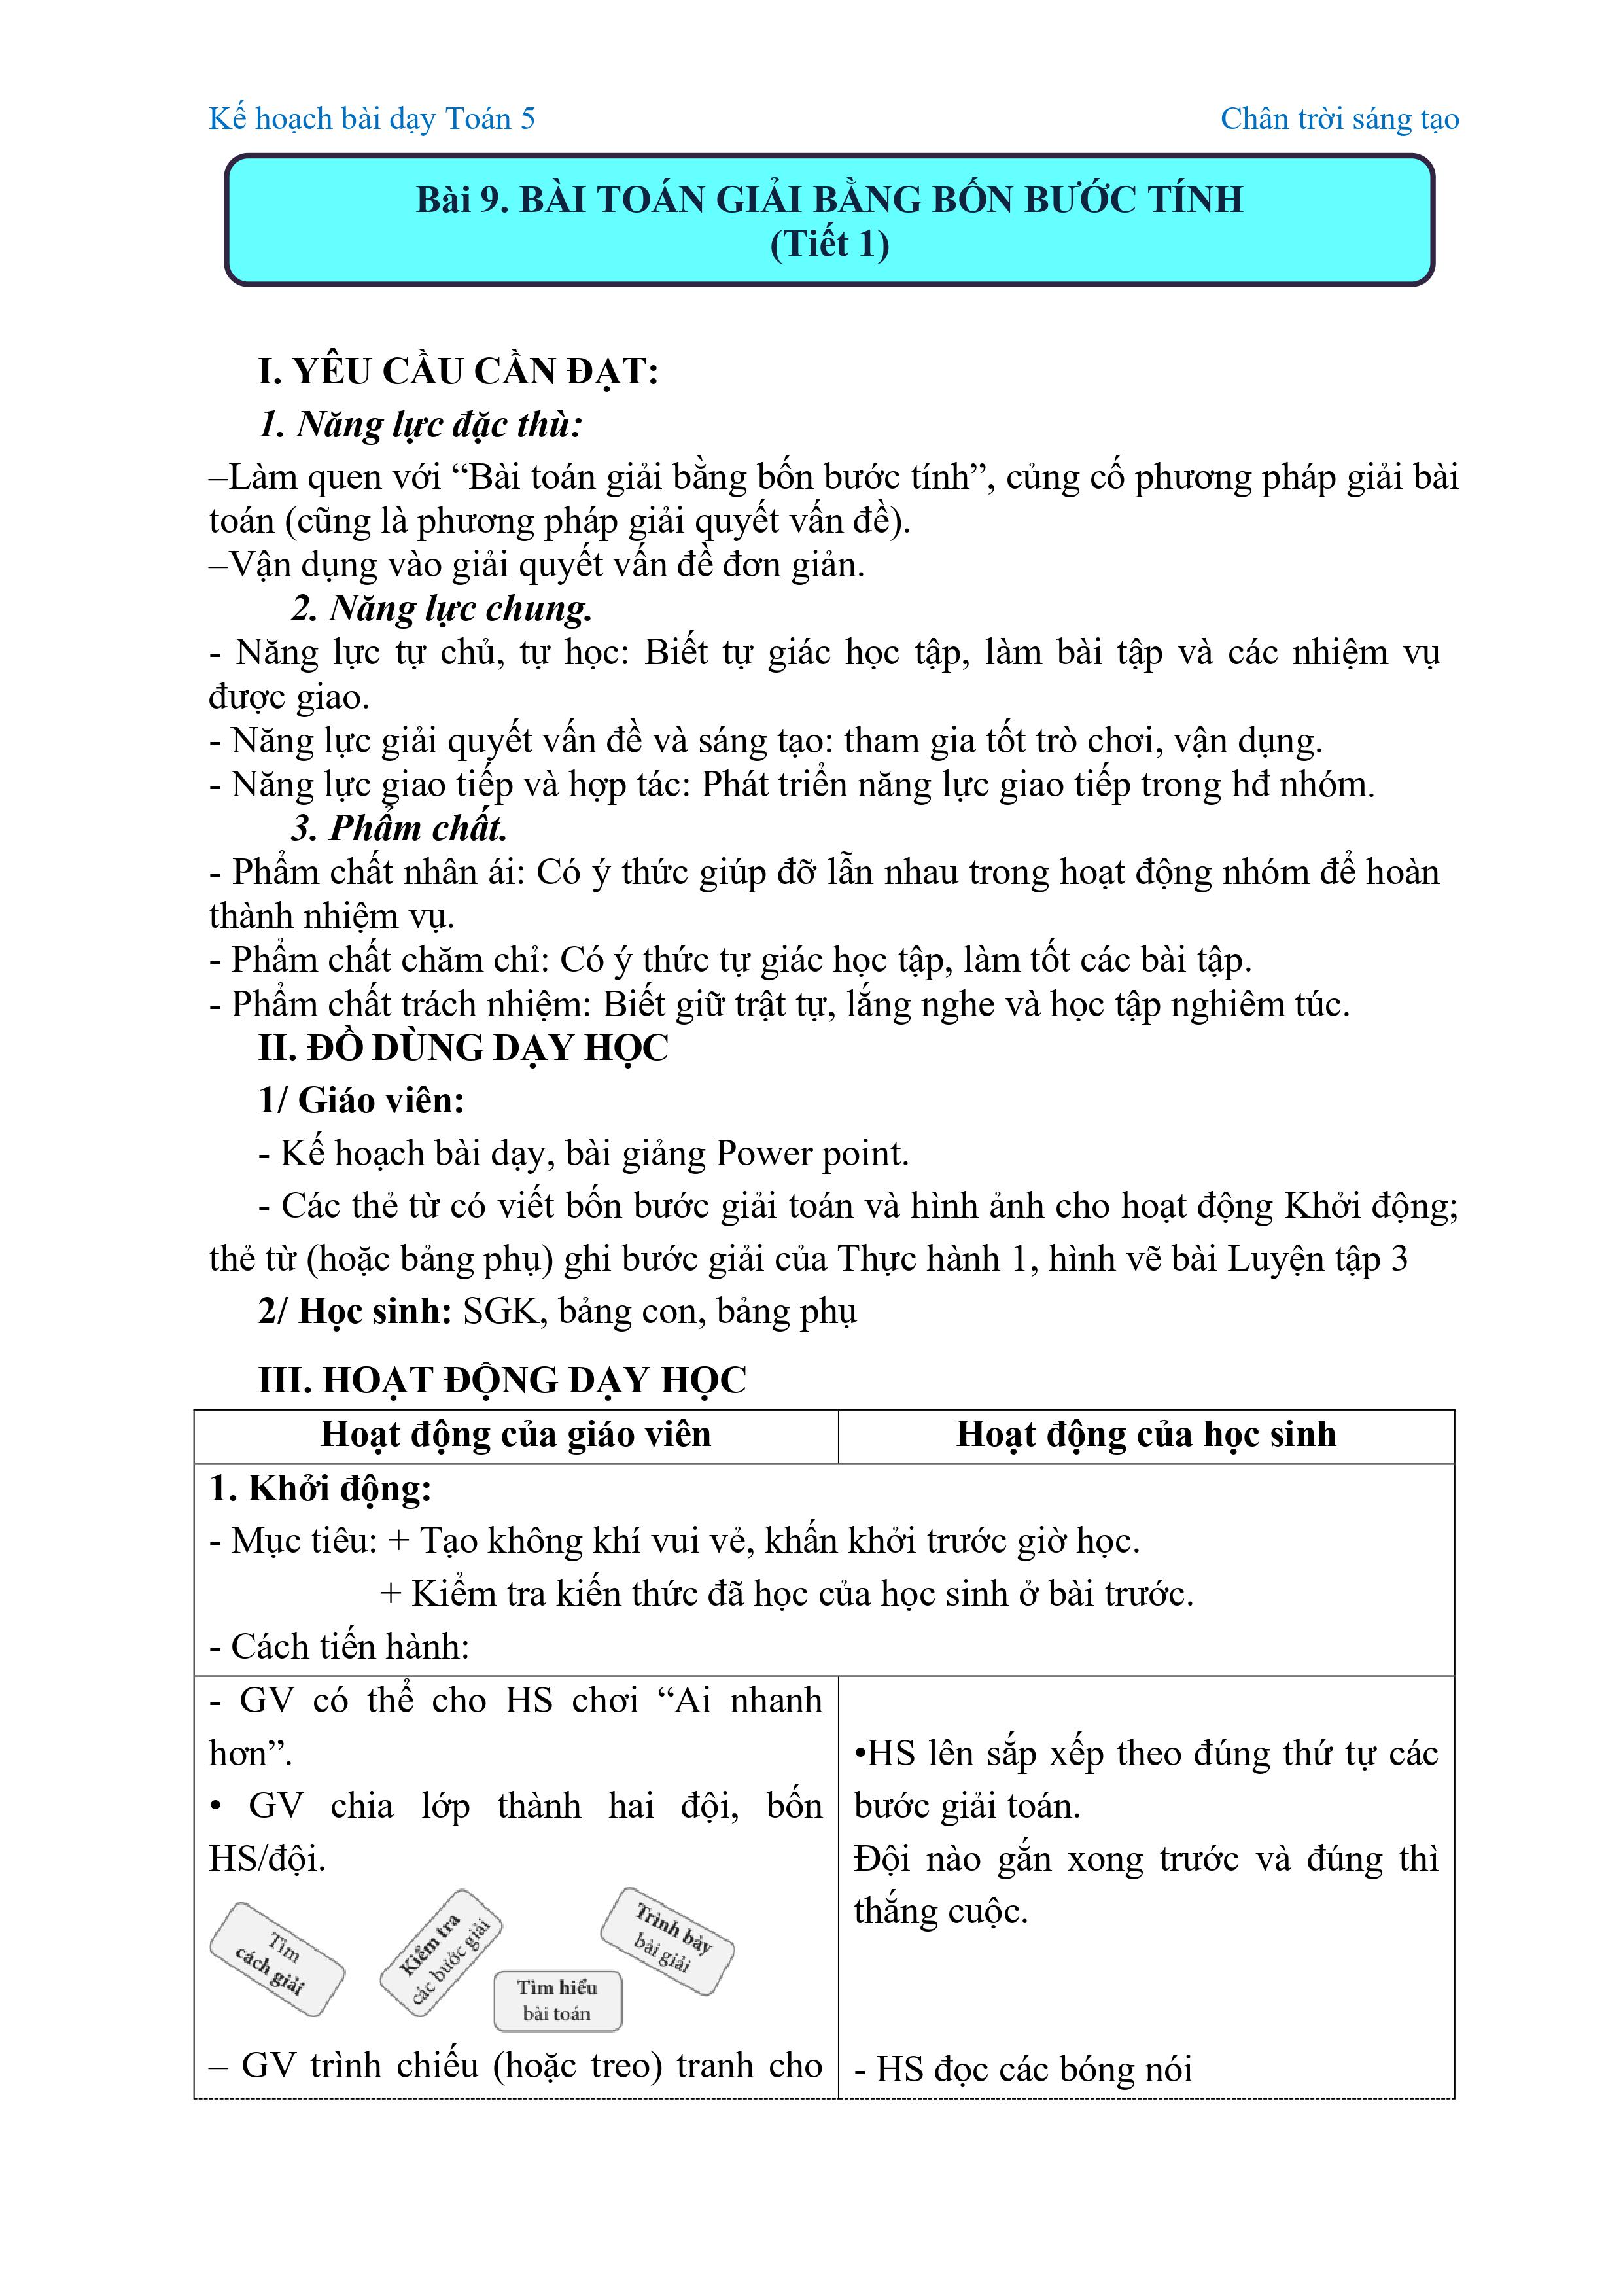 Kế hoạch bài dạy Toán 5
Chân trời sáng tạo
Bài 9. BÀI TOÁN GIẢI BẰNG BỐN BƯỚC TÍNH
(Tiết 1)
I. YÊU CẦU CẦN ĐẠT:
1. Năng lực đặc thù:
–Làm quen với “Bài toán giải bằng bốn bước tính”, củng cố phương pháp giải bài
toán (cũng là phương pháp giải quyết vấn đề).
–Vận dụng vào giải quyết vấn đề đơn giản.
2. Năng lực chung.
- Năng lực tự chủ, tự học: Biết tự giác học tập, làm bài tập và các nhiệm vụ
được giao.
- Năng lực giải quyết vấn đề và sáng tạo: tham gia tốt trò chơi, vận dụng.
- Năng lực giao tiếp và hợp tác: Phát triển năng lực giao tiếp trong hđ nhóm.
3. Phẩm chất.
- Phẩm chất nhân ái: Có ý thức giúp đỡ lẫn nhau trong hoạt động nhóm để hoàn
thành nhiệm vụ.
- Phẩm chất chăm chỉ: Có ý thức tự giác học tập, làm tốt các bài tập.
- Phẩm chất trách nhiệm: Biết giữ trật tự, lắng nghe và học tập nghiêm túc.
II. ĐỒ DÙNG DẠY HỌC
1/ Giáo viên:
- Kế hoạch bài dạy, bài giảng Power point.
- Các thẻ từ có viết bốn bước giải toán và hình ảnh cho hoạt động Khởi động;
thẻ từ (hoặc bảng phụ) ghi bước giải của Thực hành 1, hình vẽ bài Luyện tập 3
2/ Học sinh: SGK, bảng con, bảng phụ
III. HOẠT ĐỘNG DẠY HỌC
Hoạt động của giáo viên
Hoạt động của học sinh
1. Khởi động:
- Mục tiêu: + Tạo không khí vui vẻ, khấn khởi trước giờ học.
+ Kiểm tra kiến thức đã học của học sinh ở bài trước.
- Cách tiến hành:
- GV có thể cho HS chơi “Ai nhanh
hơn”.
• GV chia lớp thành hai đội, bốn
HS/đội.
Tìm
cách giải
Kiểm tra
các bước giải
Tìm hiểu
bài toán
Trình bày
bài giải
– GV trình chiếu (hoặc treo) tranh cho
•HS lên sắp xếp theo đúng thứ tự các
bước giải toán.
Đội nào gắn xong trước và đúng thì
thắng cuộc.
- HS đọc các bóng nói